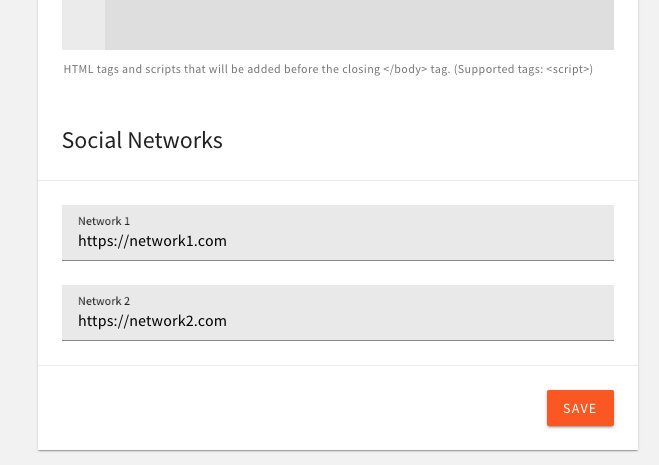 HTML tags and scripts that will be added before the closing </body> tag. (Supported tags: <script>)
Social Networks
Network 1
https://network1.com
Network 2
https://network2.com
SAVE